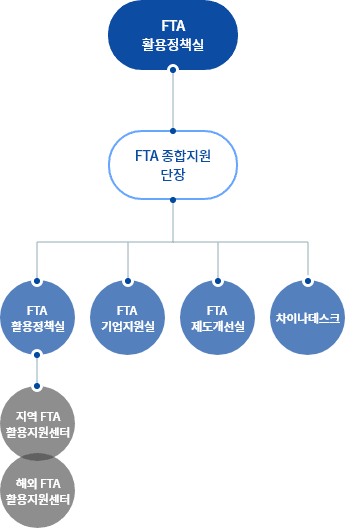 FTA
활용정책실
FTA 종합지원
단장
FTA
활용정책실
FTA
기업지원실
FTA
제도개선실
차이나데스크
지역 FTA
활용지원센터
해외 FTA
활용지원센터